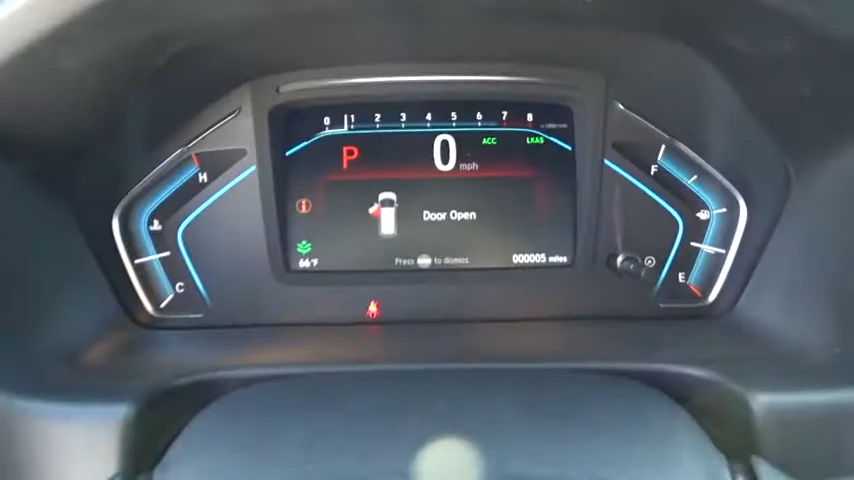 0 1 2 3 4 5 6 7 8
ACC LKAS
P 0 mph
H F
Door Open
66°F Press to dismiss 000005 miles
C E